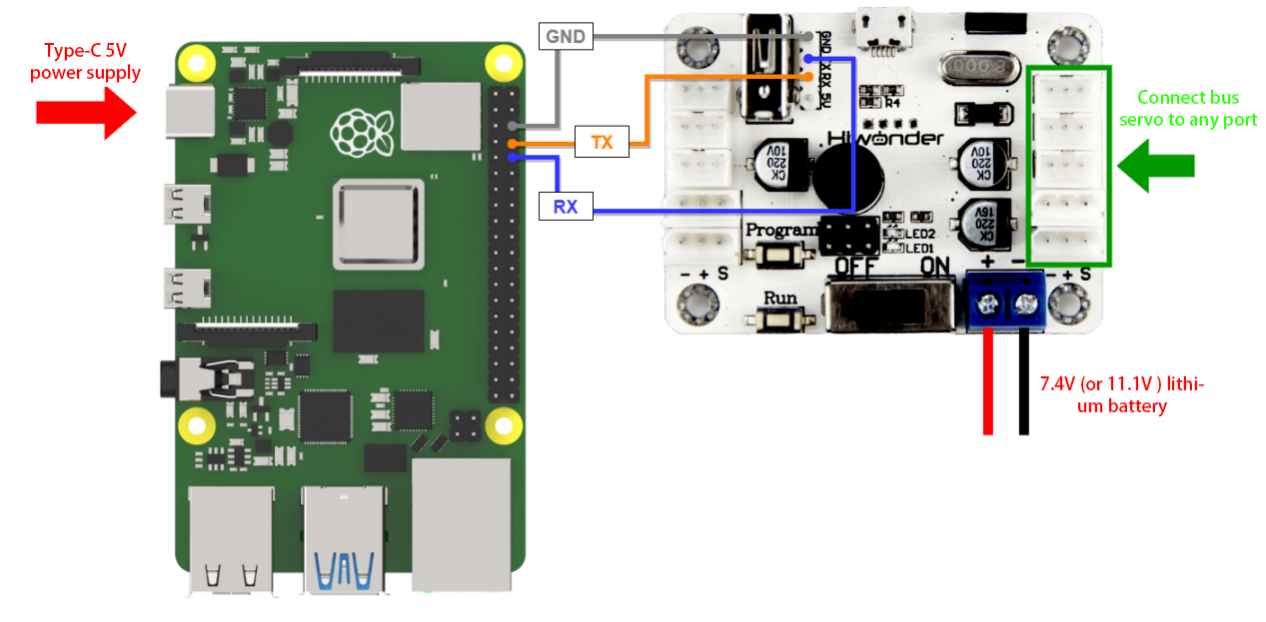 Type-C 5V
power supply
GND
TX
RX
GND TX RX 5V
R4
Hiwonder
CK
220
10V
CK
220
10V
CK
220
16V
Program
LED2
LED1
OFF ON
+ −
− + S
− + S
Run
Connect bus
servo to any port
7.4V (or 11.1V ) lithi-
um battery